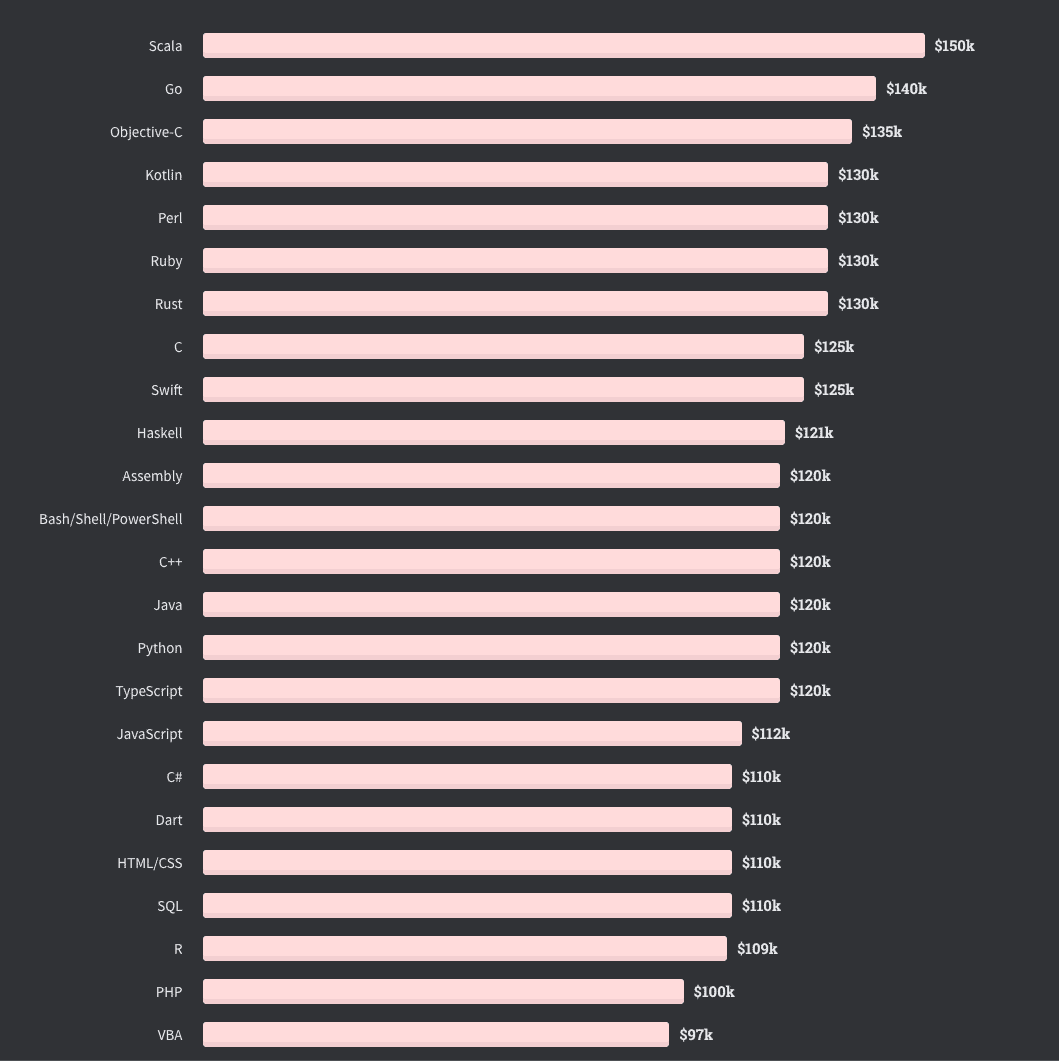 Scala $150k
Go $140k
Objective-C $135k
Kotlin $130k
Perl $130k
Ruby $130k
Rust $130k
C $125k
Swift $125k
Haskell $121k
Assembly $120k
Bash/Shell/PowerShell $120k
C++ $120k
Java $120k
Python $120k
TypeScript $120k
JavaScript $112k
C# $110k
Dart $110k
HTML/CSS $110k
SQL $110k
R $109k
PHP $100k
VBA $97k